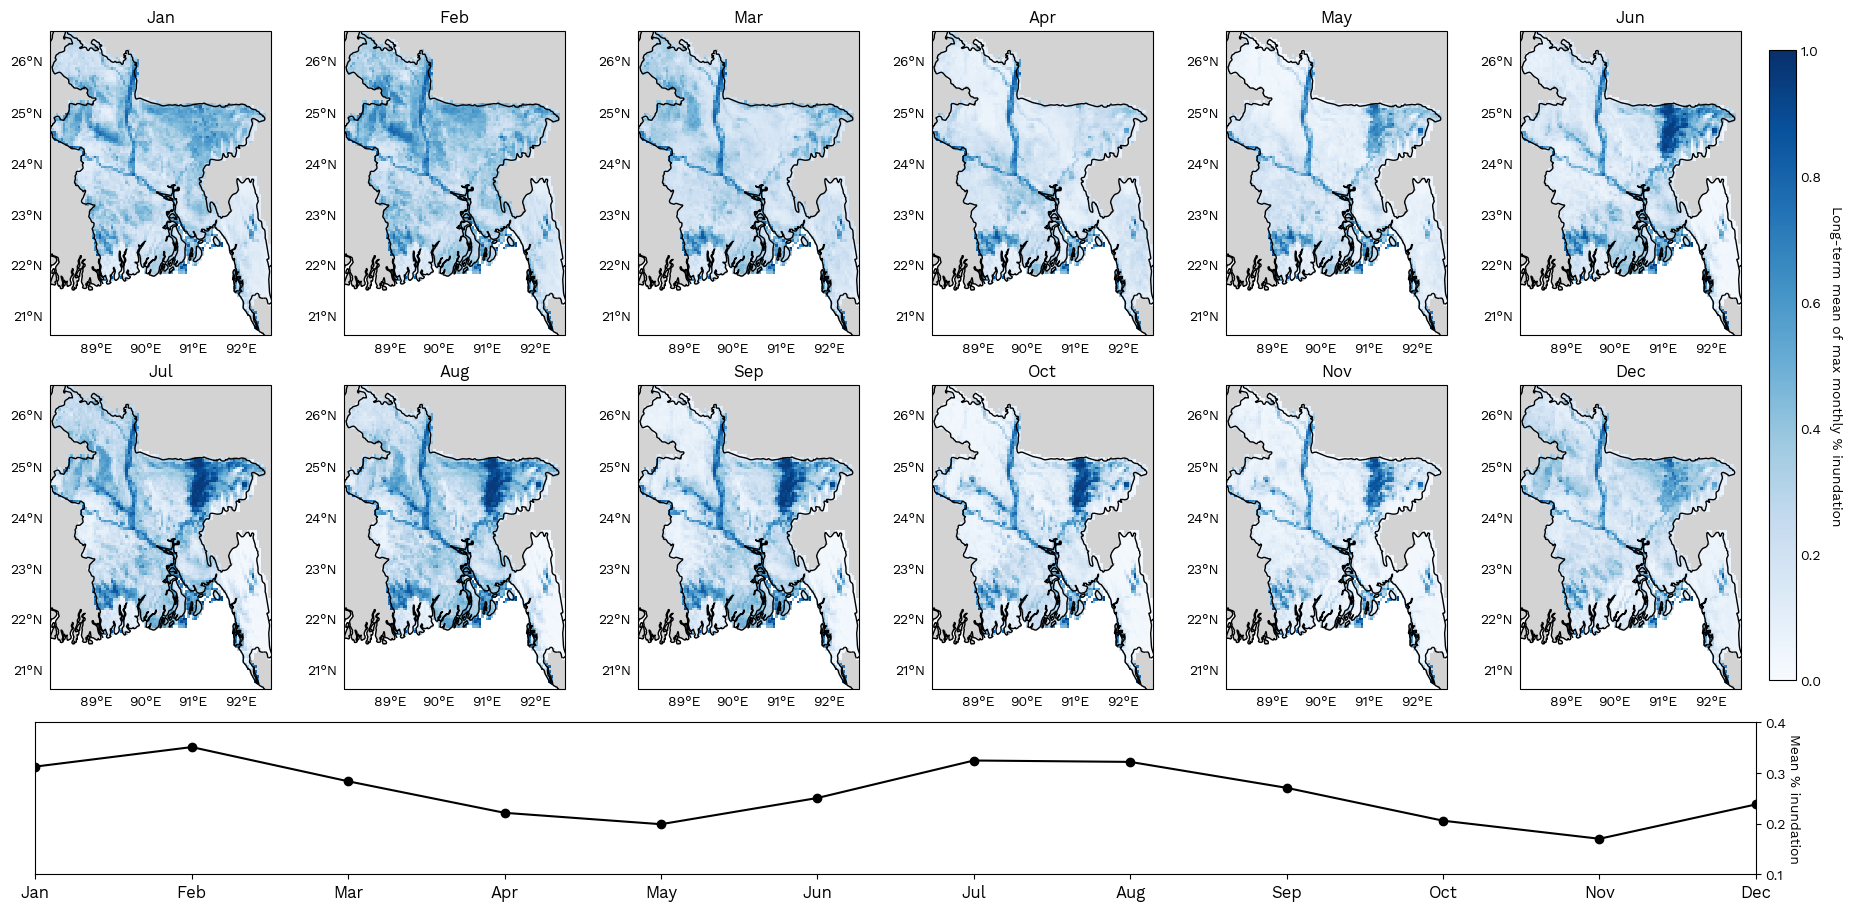 Jan Feb Mar Apr May Jun
26°N 26°N 26°N 26°N 26°N 26°N
25°N 25°N 25°N 25°N 25°N 25°N
24°N 24°N 24°N 24°N 24°N 24°N
23°N 23°N 23°N 23°N 23°N 23°N
22°N 22°N 22°N 22°N 22°N 22°N
21°N 21°N 21°N 21°N 21°N 21°N
89°E 90°E 91°E 92°E 89°E 90°E 91°E 92°E 89°E 90°E 91°E 92°E 89°E 90°E 91°E 92°E 89°E 90°E 91°E 92°E 89°E 90°E 91°E 92°E
Jul Aug Sep Oct Nov Dec
26°N 26°N 26°N 26°N 26°N 26°N
25°N 25°N 25°N 25°N 25°N 25°N
24°N 24°N 24°N 24°N 24°N 24°N
23°N 23°N 23°N 23°N 23°N 23°N
22°N 22°N 22°N 22°N 22°N 22°N
21°N 21°N 21°N 21°N 21°N 21°N
89°E 90°E 91°E 92°E 89°E 90°E 91°E 92°E 89°E 90°E 91°E 92°E 89°E 90°E 91°E 92°E 89°E 90°E 91°E 92°E 89°E 90°E 91°E 92°E
1.0
0.8
0.6
0.4
0.2
0.0
Long-term mean of max monthly % inundation
0.4
0.3
0.2
0.1
Mean % inundation
Jan Feb Mar Apr May Jun Jul Aug Sep Oct Nov Dec